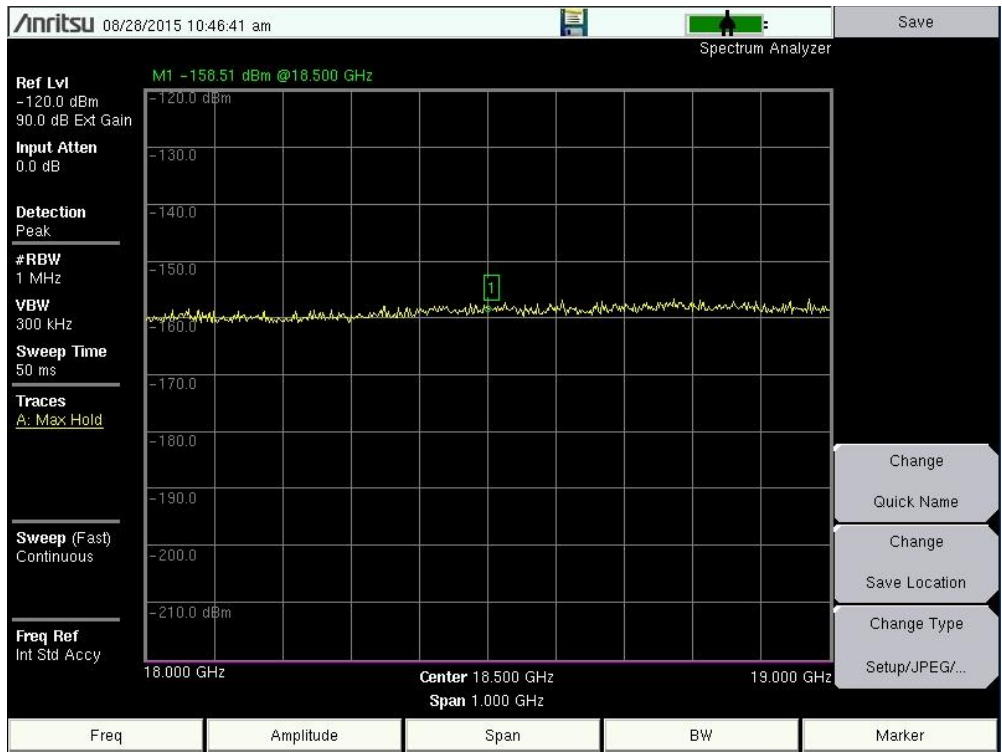 Anritsu 08/28/2015 10:46:41 am
Save
Spectrum Analyzer
M1 -158.51 dBm @18.500 GHz
Ref Lvl
-120.0 dBm
90.0 dB Ext Gain
Input Atten
0.0 dB
Detection
Peak
#RBW
1 MHz
VBW
300 kHz
Sweep Time
50 ms
Traces
A: Max Hold
Sweep (Fast)
Continuous
Freq Ref
Int Std Accy
-120.0 dBm
-130.0
-140.0
-150.0
1
-160.0
-170.0
-180.0
-190.0
-200.0
-210.0 dBm
18.000 GHz
Center 18.500 GHz
19.000 GHz
Span 1.000 GHz
Change
Quick Name
Change
Save Location
Change Type
Setup/JPEG/...
Freq
Amplitude
Span
BW
Marker